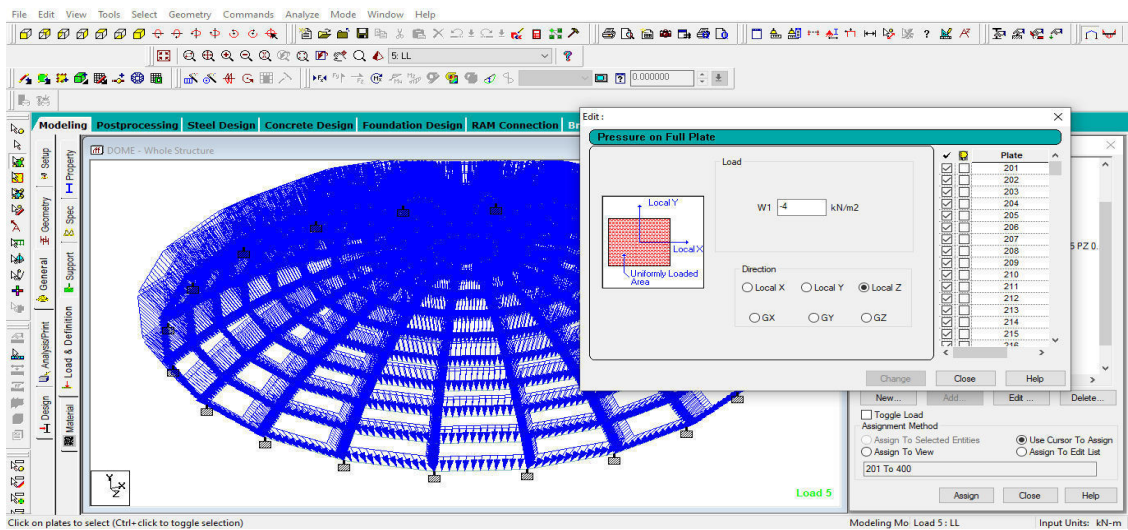 File Edit View Tools Select Geometry Commands Analyze Mode Window Help
5: LL
0.000000
Modeling Postprocessing Steel Design Concrete Design Foundation Design RAM Connection Br
DOME - Whole Structure
Setup
Geometry
General
Analysis/Print
Design
Property
Spec
Support
Load & Definition
Material
Y
X
Z
Load 5
Edit :
Pressure on Full Plate
Local Y
Local X
Uniformly Loaded
Area
Load
W1 -4 kN/m2
Direction
Local X Local Y Local Z
GX GY GZ
Plate
201
202
203
204
205
206
207
208
209
210
211
212
213
214
215
216
Change Close Help
5 PZ 0.
New... Add... Edit ... Delete...
Toggle Load
Assignment Method
Assign To Selected Entities Use Cursor To Assign
Assign To View Assign To Edit List
201 To 400
Assign Close Help
Click on plates to select (Ctrl+click to toggle selection) Modeling Mo Load 5 : LL Input Units: kN-m